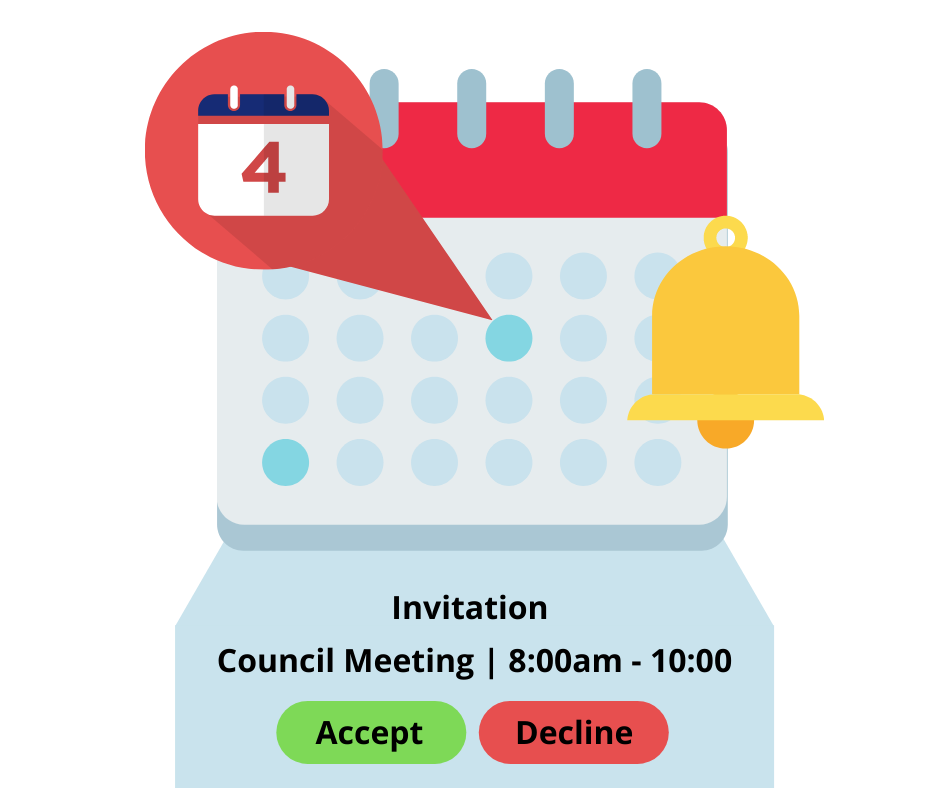 4
Invitation
Council Meeting | 8:00am - 10:00
Accept
Decline